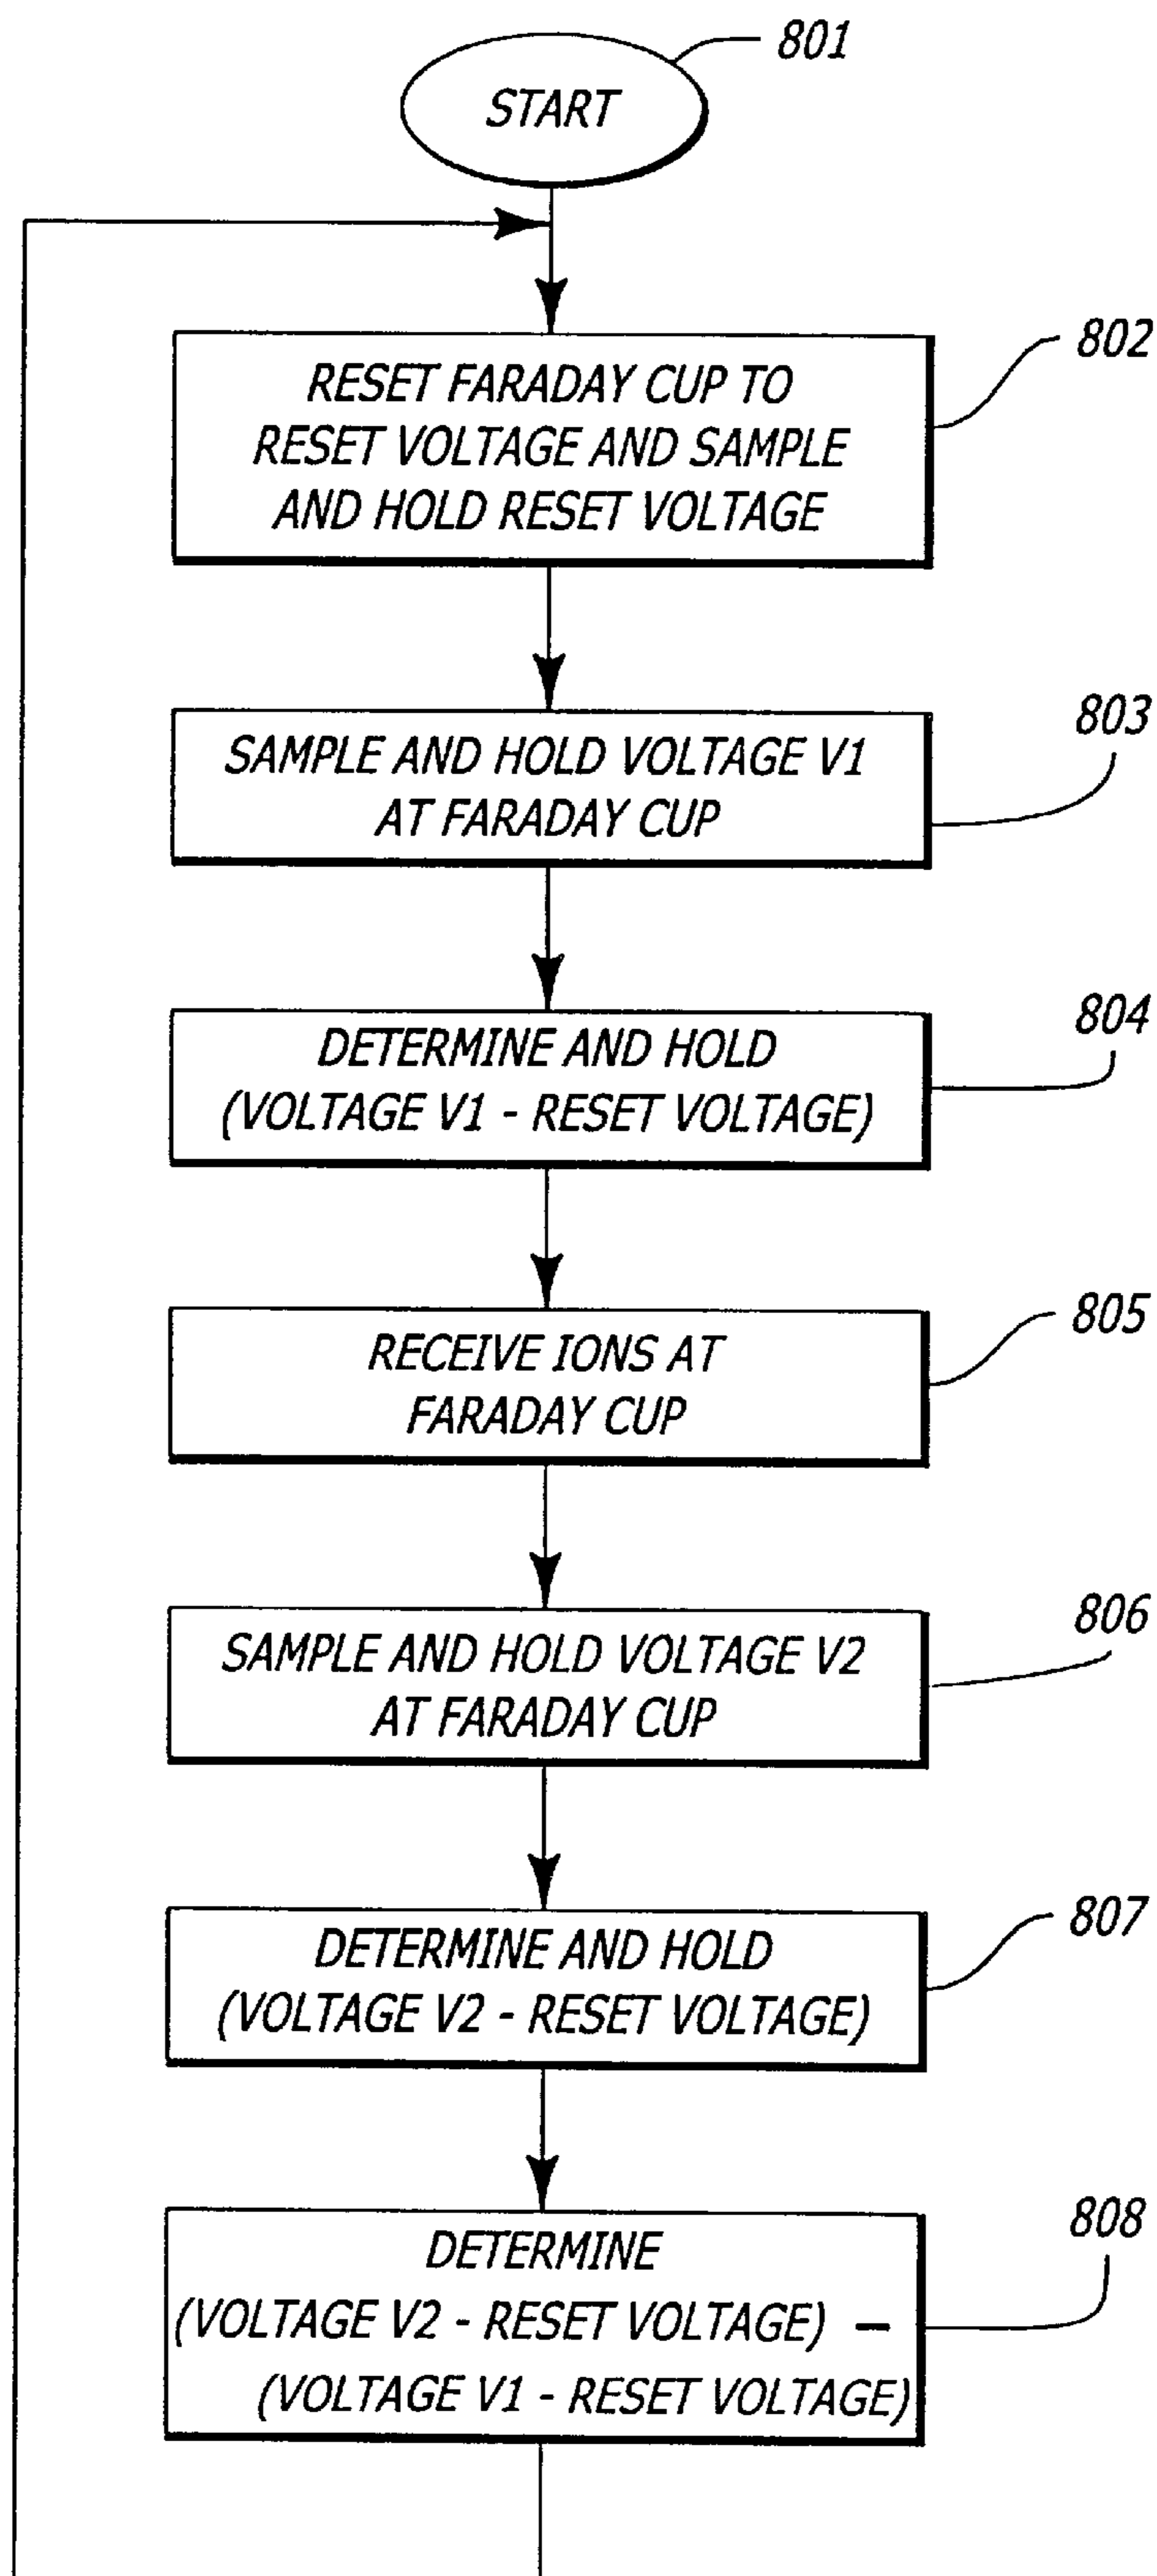 801
START
802
RESET FARADAY CUP TO
RESET VOLTAGE AND SAMPLE
AND HOLD RESET VOLTAGE
803
SAMPLE AND HOLD VOLTAGE V1
AT FARADAY CUP
804
DETERMINE AND HOLD
(VOLTAGE V1 - RESET VOLTAGE)
805
RECEIVE IONS AT
FARADAY CUP
806
SAMPLE AND HOLD VOLTAGE V2
AT FARADAY CUP
807
DETERMINE AND HOLD
(VOLTAGE V2 - RESET VOLTAGE)
808
DETERMINE
(VOLTAGE V2 - RESET VOLTAGE) –
(VOLTAGE V1 - RESET VOLTAGE)